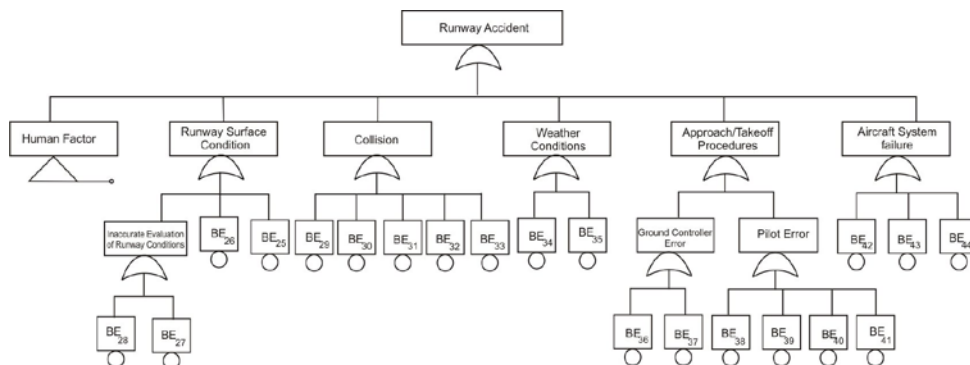 Runway Accident
Human Factor
Runway Surface
Condition
Collision
Weather
Conditions
Approach/Takeoff
Procedures
Aircraft System
failure
Inaccurate Evaluation
of Runway Conditions
BE26
BE25
BE29
BE30
BE31
BE32
BE33
BE34
BE35
Ground Controller
Error
Pilot Error
BE42
BE43
BE44
BE28
BE27
BE36
BE37
BE38
BE39
BE40
BE41